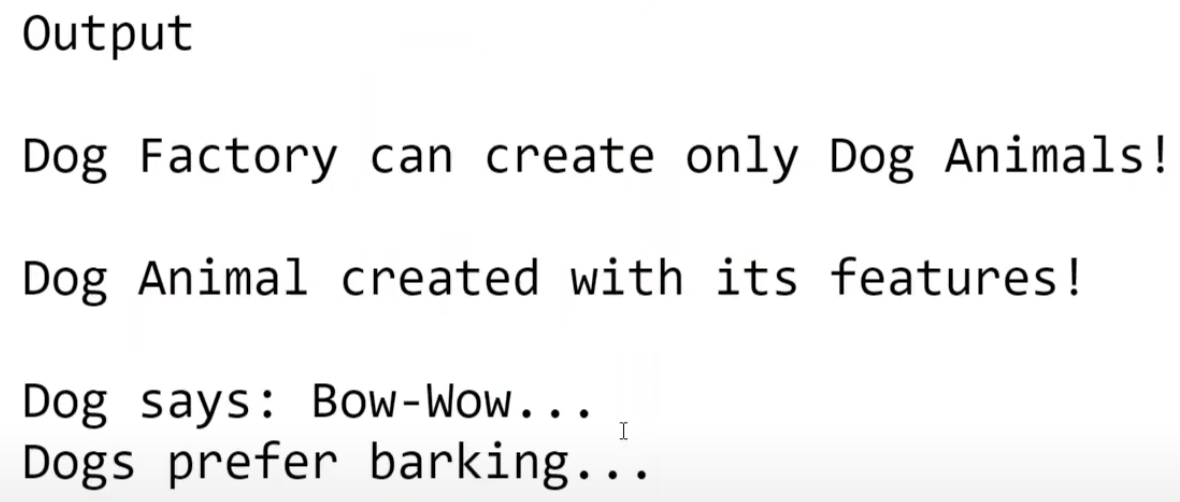 Output
Dog Factory can create only Dog Animals!
Dog Animal created with its features!
Dog says: Bow-Wow...
Dogs prefer barking...